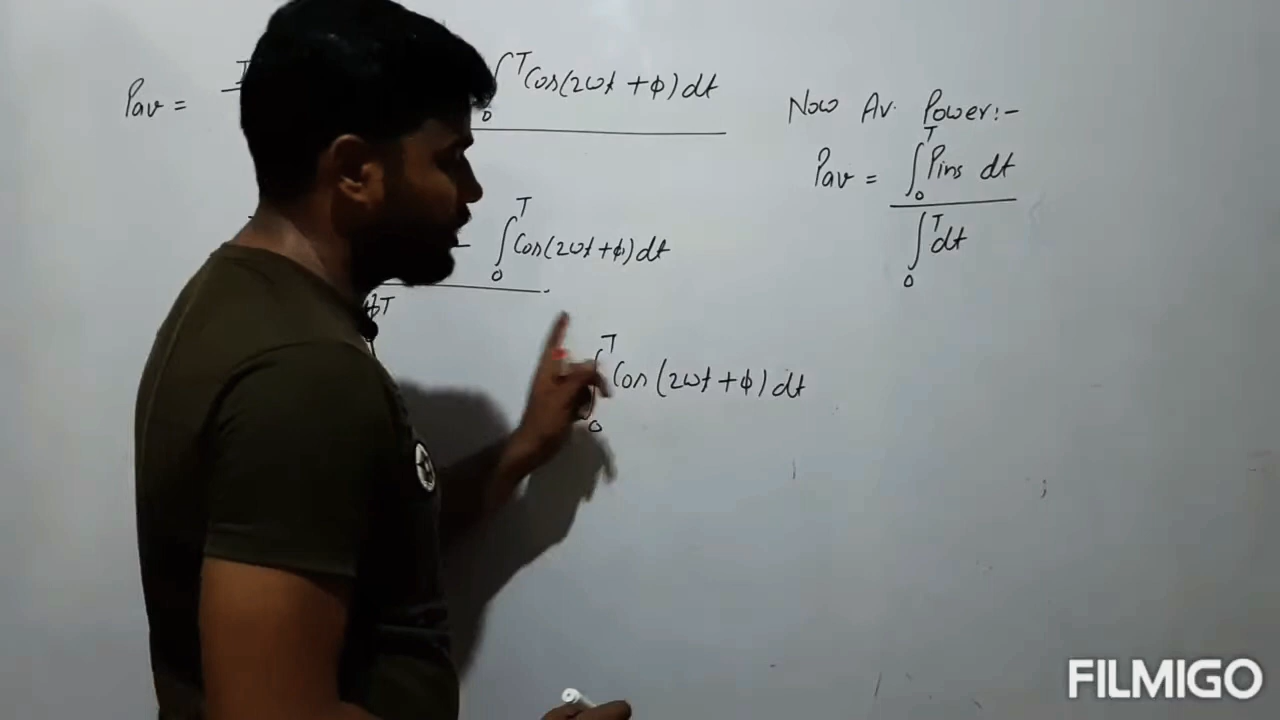 Pav = I ∫₀ᵀ Cos(2ωt + ϕ) dt
- ∫₀ᵀ Cos(2ωt + ϕ) dt
T
∫₀ᵀ Cos (2ωt + ϕ) dt
Now Av. Power:-
Pav = ∫₀ᵀ Pins dt
∫₀ᵀ dt
FILMIGO